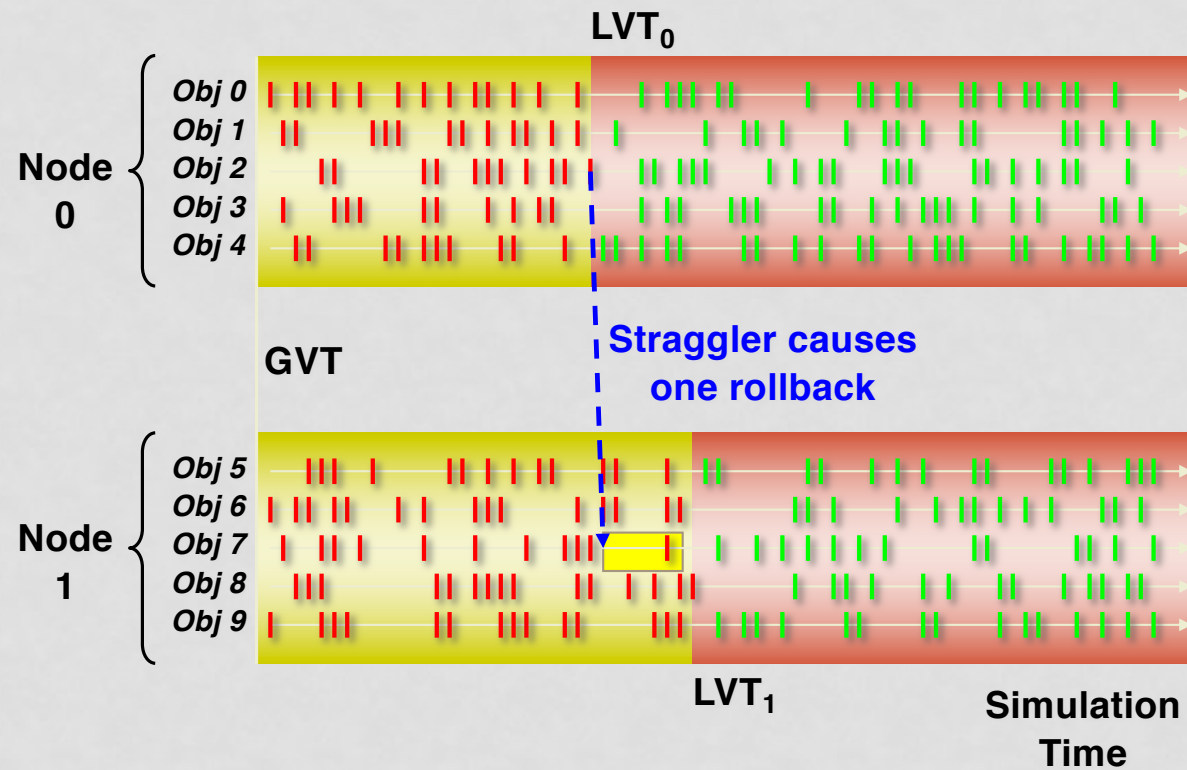 LVT0
Obj 0
Obj 1
Node
0
Obj 2
Obj 3
Obj 4
GVT
Straggler causes
one rollback
Obj 5
Obj 6
Node
1
Obj 7
Obj 8
Obj 9
LVT1
Simulation
Time